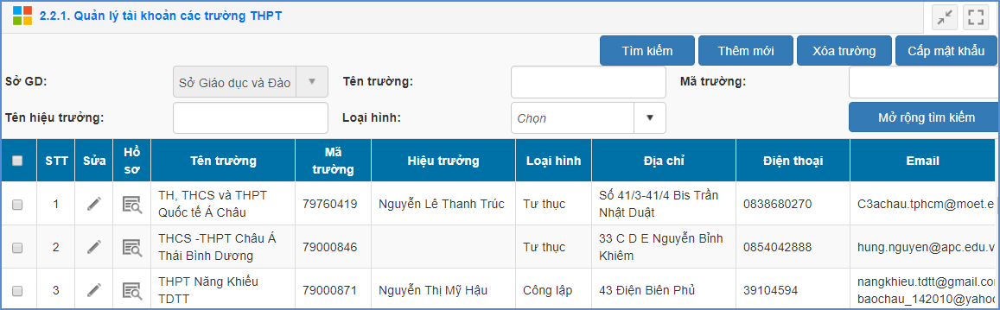 2.2.1. Quản lý tài khoản các trường THPT
Tìm kiếm Thêm mới Xóa trường Cấp mật khẩu
Sở GD: Sở Giáo dục và Đào Tên trường: Mã trường:
Tên hiệu trưởng: Loại hình: Chọn Mở rộng tìm kiếm
STT Sửa Hồ sơ Tên trường Mã trường Hiệu trưởng Loại hình Địa chỉ Điện thoại Email
1 TH, THCS và THPT Quốc tế Á Châu 79760419 Nguyễn Lê Thanh Trúc Tư thục Số 41/3-41/4 Bis Trần Nhật Duật 0838680270 C3achau.tphcm@moet.e
2 THCS -THPT Châu Á Thái Bình Dương 79000846 Tư thục 33 C D E Nguyễn Bỉnh Khiêm 0854042888 hung.nguyen@apc.edu.v
3 THPT Năng Khiếu TDTT 79000871 Nguyễn Thị Mỹ Hậu Công lập 43 Điện Biên Phủ 39104594 nangkhieu.tdtt@gmail.co baochau_142010@yaho